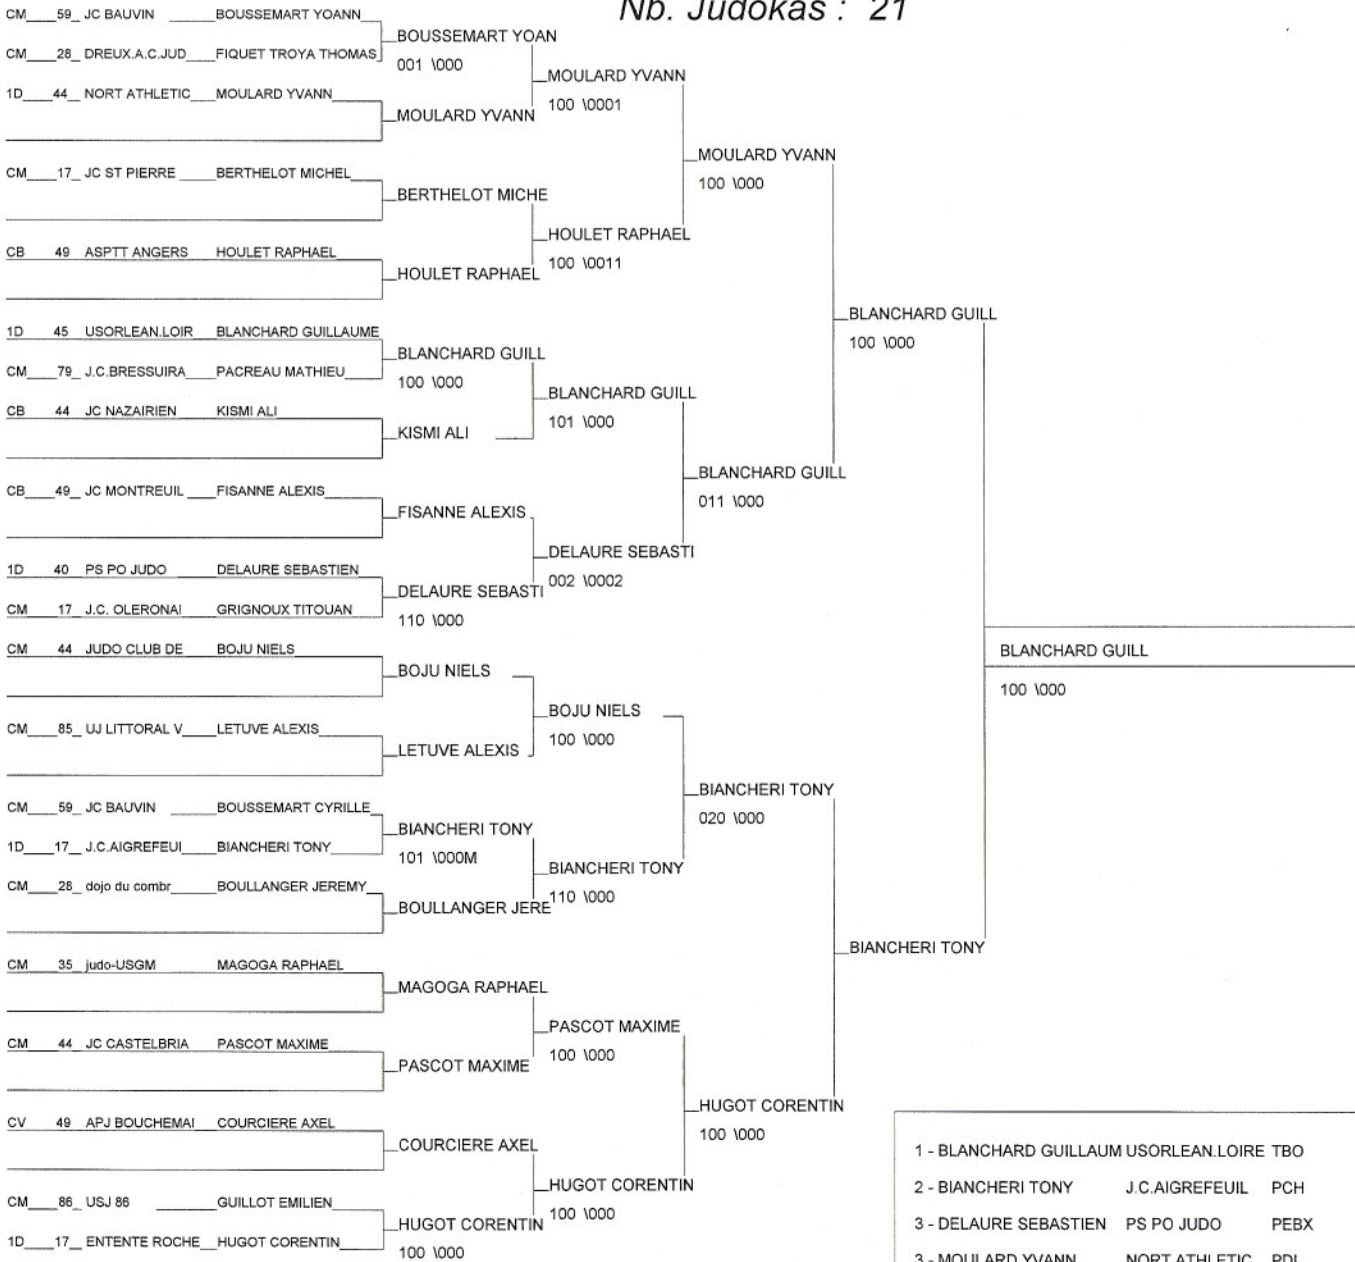 Nb. Judokas : 21
CM 59 JC BAUVIN BOUSSEMART YOANN
BOUSSEMART YOAN
CM 28 DREUX.A.C.JUD FIQUET TROYA THOMAS
001 \000
MOULARD YVANN
1D 44 NORT ATHLETIC MOULARD YVANN
100 \0001
MOULARD YVANN
MOULARD YVANN
CM 17 JC ST PIERRE BERTHELOT MICHEL
100 \000
BERTHELOT MICHE
HOULET RAPHAEL
CB 49 ASPTT ANGERS HOULET RAPHAEL
100 \0011
HOULET RAPHAEL
BLANCHARD GUILL
1D 45 USORLEAN.LOIR BLANCHARD GUILLAUME
100 \000
BLANCHARD GUILL
CM 79 J.C.BRESSUIRA PACREAU MATHIEU
100 \000
BLANCHARD GUILL
CB 44 JC NAZAIRIEN KISMI ALI
101 \000
KISMI ALI
BLANCHARD GUILL
CB 49 JC MONTREUIL FISANNE ALEXIS
011 \000
FISANNE ALEXIS
DELAURE SEBASTI
1D 40 PS PO JUDO DELAURE SEBASTIEN
002 \0002
DELAURE SEBASTI
CM 17 J.C. OLERONAI GRIGNOUX TITOUAN
110 \000
CM 44 JUDO CLUB DE BOJU NIELS
BLANCHARD GUILL
BOJU NIELS
100 \000
BOJU NIELS
CM 85 UJ LITTORAL V LETUVE ALEXIS
100 \000
LETUVE ALEXIS
BIANCHERI TONY
CM 59 JC BAUVIN BOUSSEMART CYRILLE
020 \000
BIANCHERI TONY
1D 17 J.C.AIGREFEUI BIANCHERI TONY
101 \000M
BIANCHERI TONY
CM 28 dojo du combr BOULLANGER JEREMY
110 \000
BOULLANGER JERE
BIANCHERI TONY
CM 35 judo-USGM MAGOGA RAPHAEL
MAGOGA RAPHAEL
PASCOT MAXIME
CM 44 JC CASTELBRIA PASCOT MAXIME
100 \000
PASCOT MAXIME
HUGOT CORENTIN
CV 49 APJ BOUCHEMAI COURCIERE AXEL
100 \000
COURCIERE AXEL
HUGOT CORENTIN
CM 86 USJ 86 GUILLOT EMILIEN
100 \000
HUGOT CORENTIN
1D 17 ENTENTE ROCHE HUGOT CORENTIN
100 \000
1 - BLANCHARD GUILLAUM USORLEAN.LOIRE TBO
2 - BIANCHERI TONY J.C.AIGREFEUIL PCH
3 - DELAURE SEBASTIEN PS PO JUDO PEBX
3 - MOULARD YVANN NORT ATHLETIC PDL